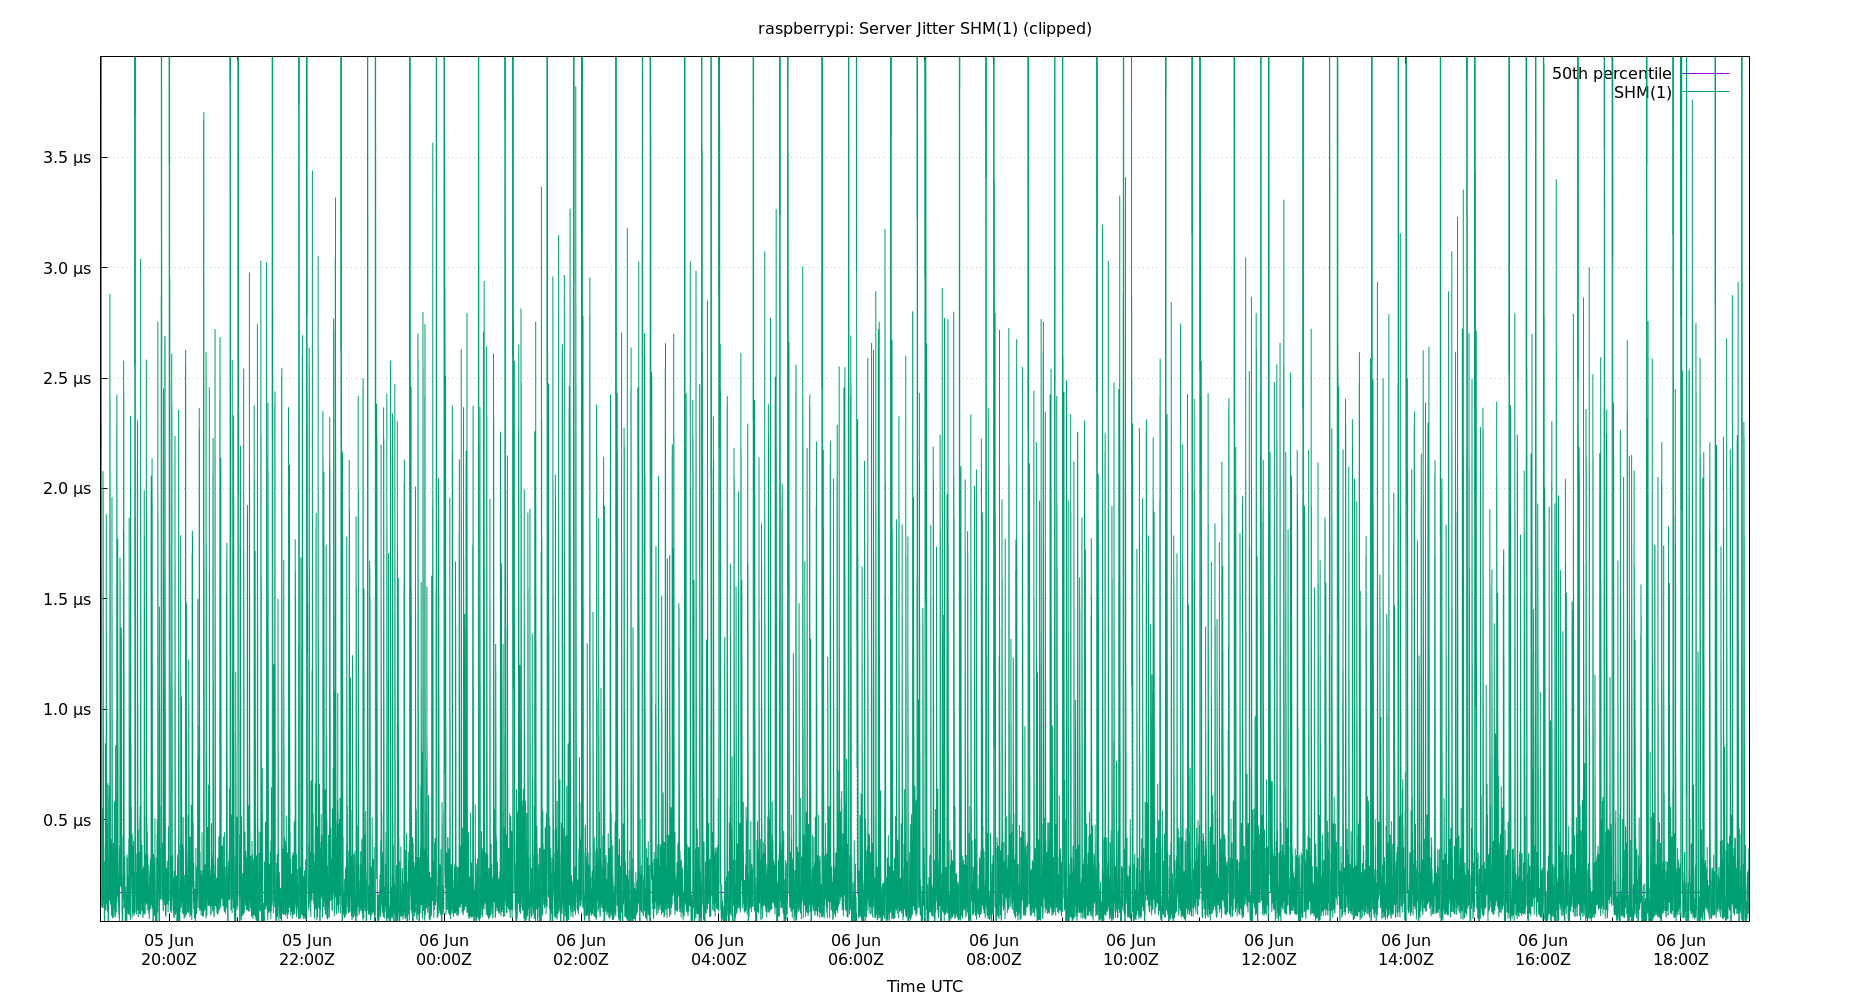 raspberrypi: Server Jitter SHM(1) (clipped)
50th percentile
SHM(1)
3.5 μs
3.0 μs
2.5 μs
2.0 μs
1.5 μs
1.0 μs
0.5 μs
05 Jun 05 Jun 06 Jun 06 Jun 06 Jun 06 Jun 06 Jun 06 Jun 06 Jun 06 Jun 06 Jun 06 Jun
20:00Z 22:00Z 00:00Z 02:00Z 04:00Z 06:00Z 08:00Z 10:00Z 12:00Z 14:00Z 16:00Z 18:00Z
Time UTC